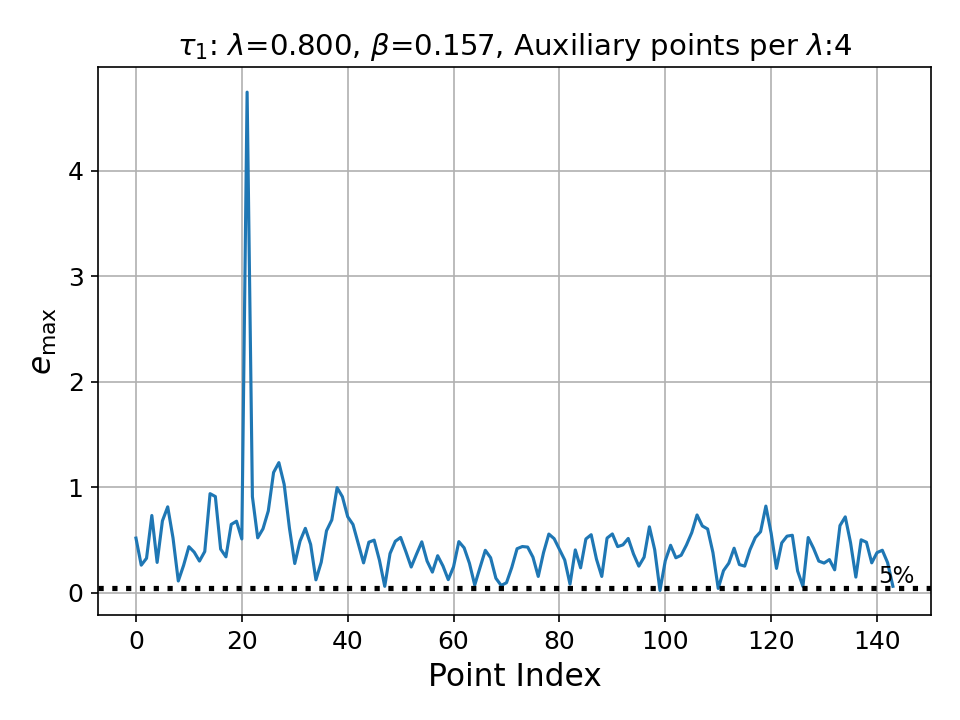 τ₁: λ=0.800, β=0.157, Auxiliary points per λ:4
e_max
4
3
2
1
0
5%
0 20 40 60 80 100 120 140
Point Index